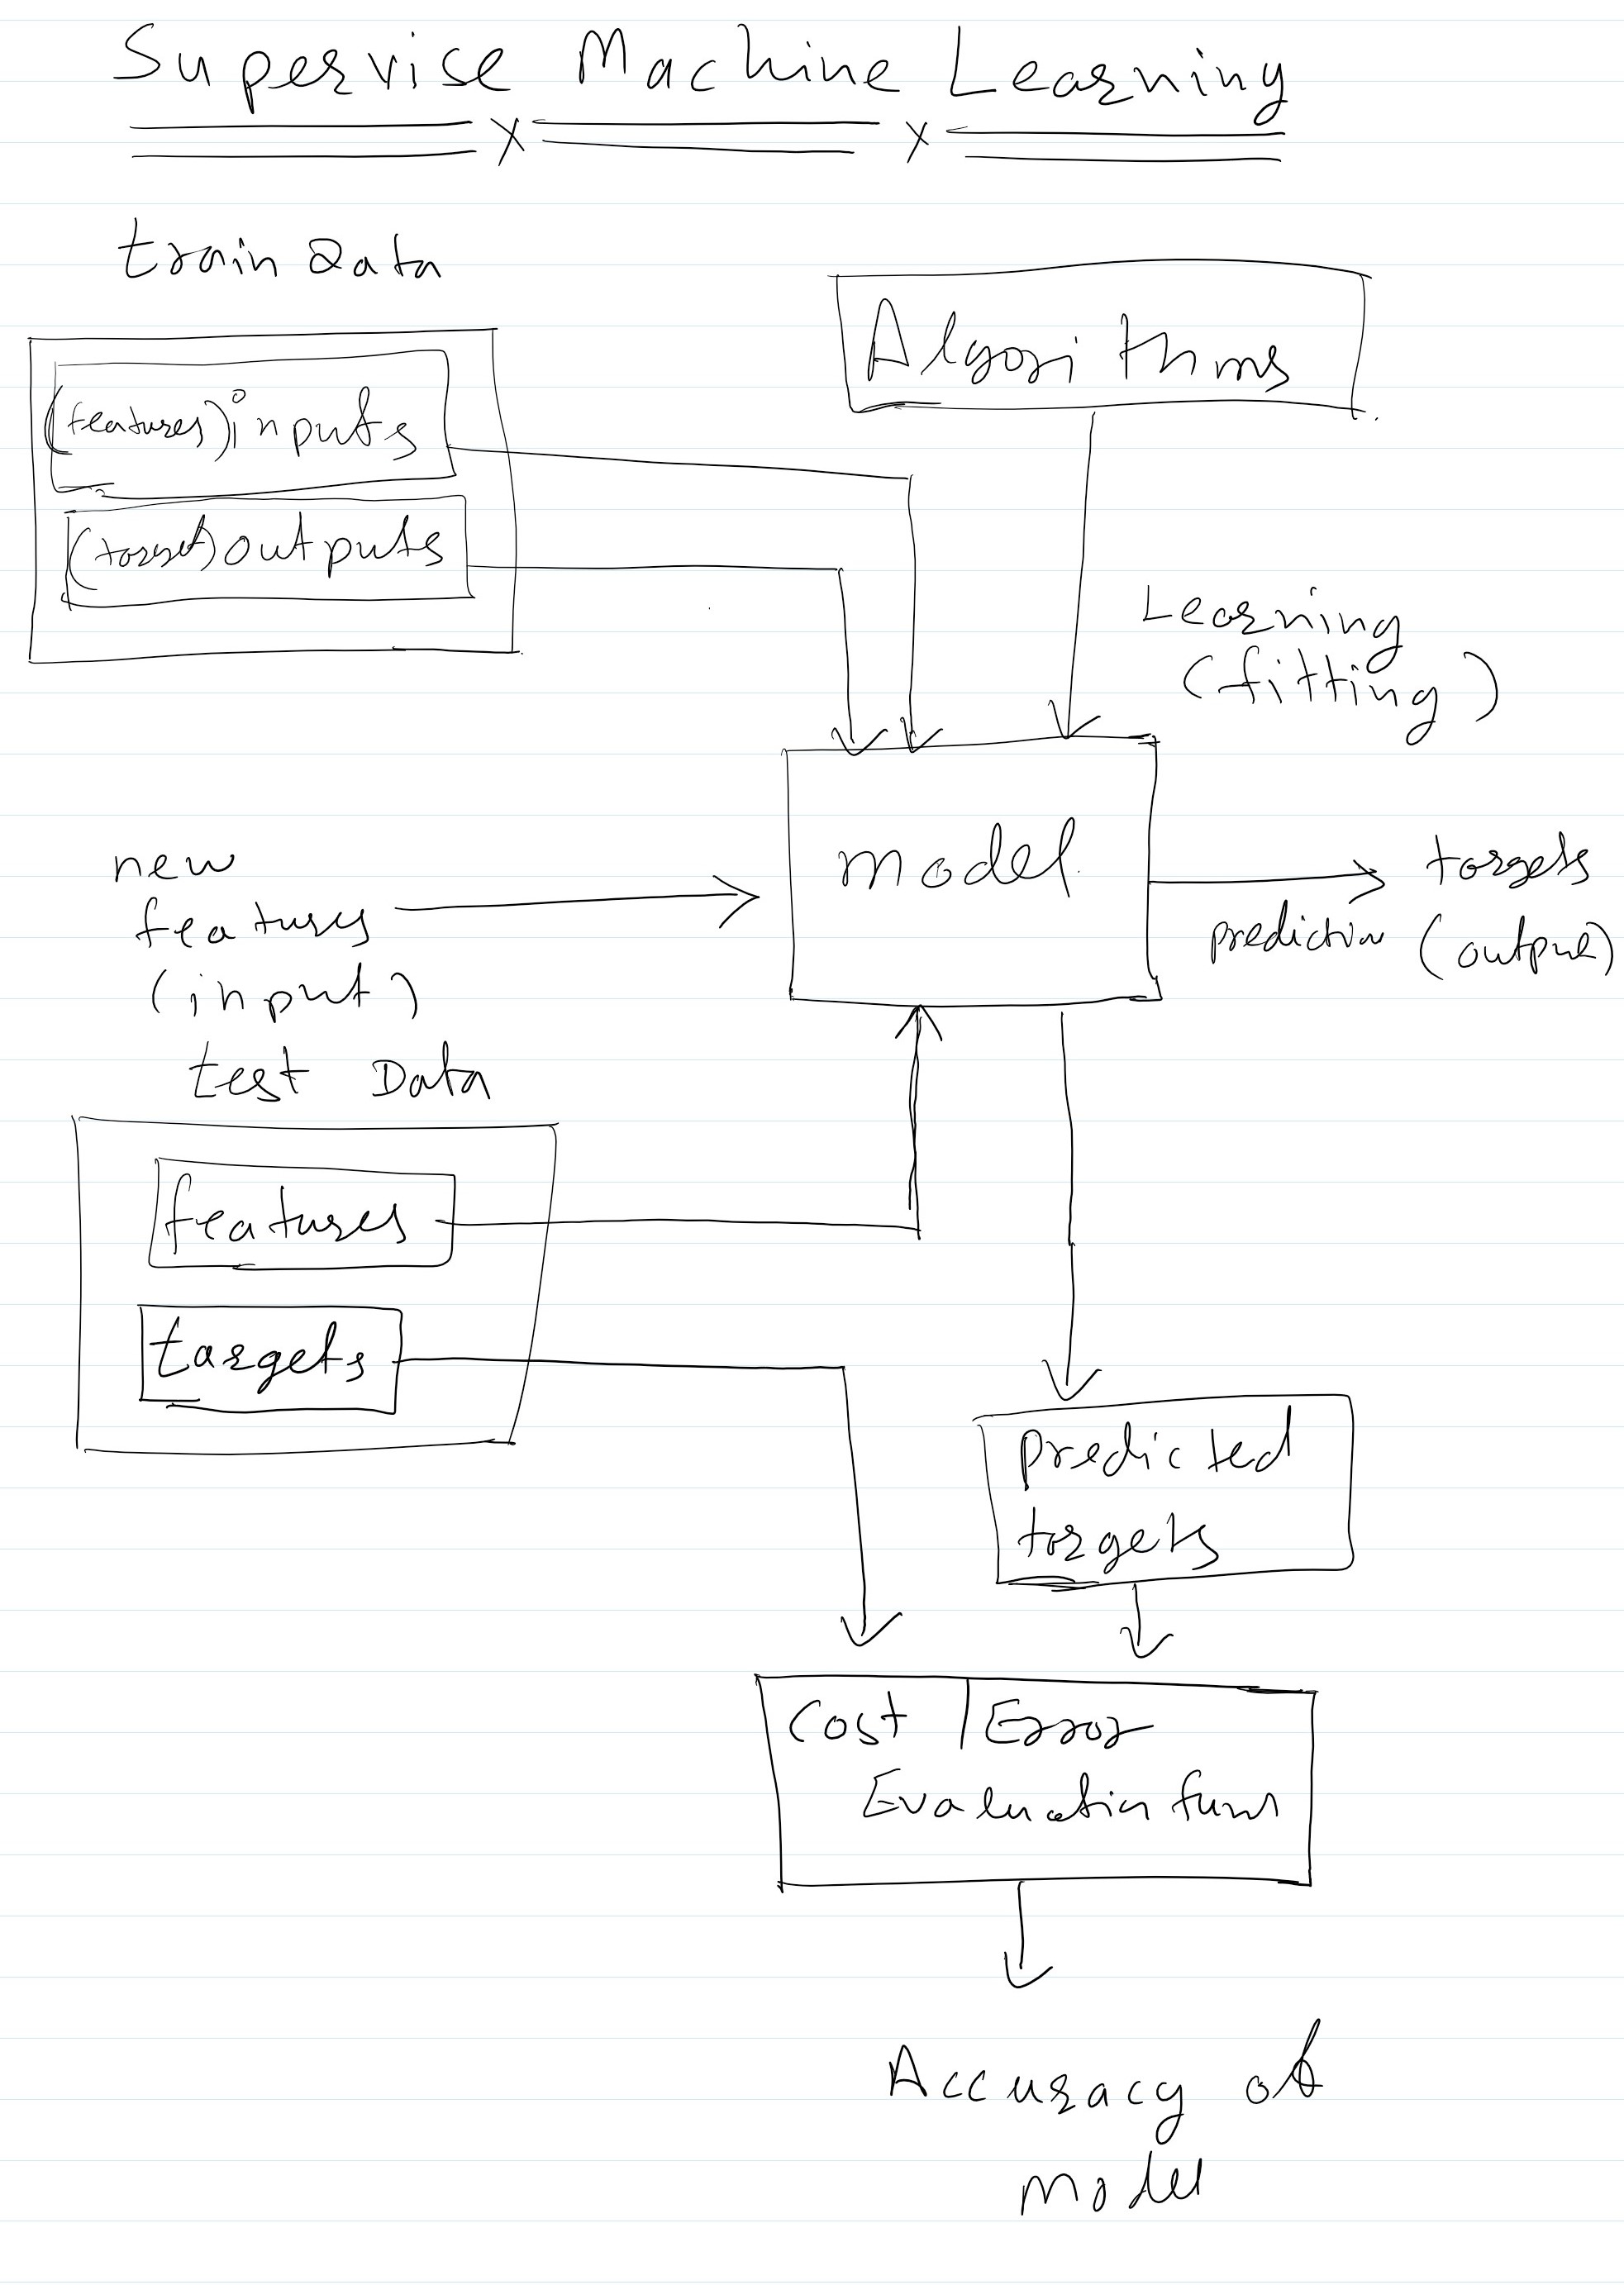 Supervise Machine Learning
train Data
Algorithms
(features) inputs
(target) outputs
Learning
(fitting)
new
features
(input)
model
targets
prediction (output)
test Data
features
targets
predicted
targets
Cost | Error
Evaluation
Accuracy of
model